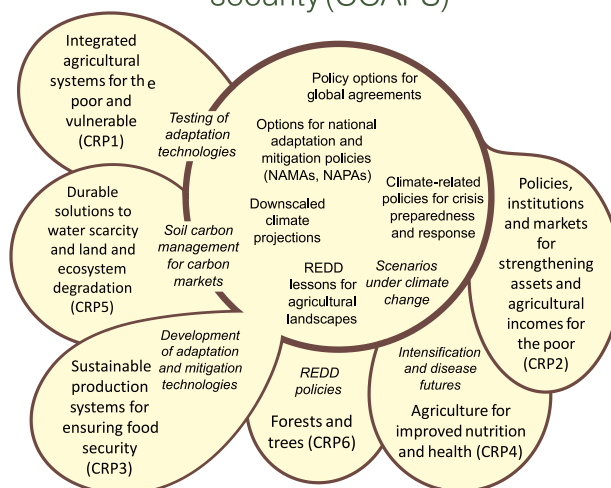 security (CCAFS)
Integrated
agricultural
systems for the
poor and
vulnerable
(CRP1)
Testing of
adaptation
technologies
Policy options for
global agreements
Options for national
adaptation and
mitigation policies
(NAMAs, NAPAs)
Climate-related
policies for crisis
preparedness
and response
Downscaled
climate
projections
Durable
solutions to
water scarcity
and land and
ecosystem
degradation
(CRP5)
Soil carbon
management
for carbon
markets
REDD
lessons for
agricultural
landscapes
Scenarios
under climate
change
Policies,
institutions
and markets
for
strengthening
assets and
agricultural
incomes for
the poor
(CRP2)
Development
of adaptation
and mitigation
technologies
Sustainable
production
systems for
ensuring food
security
(CRP3)
REDD
policies
Forests and
trees (CRP6)
Intensification
and disease
futures
Agriculture for
improved nutrition
and health (CRP4)